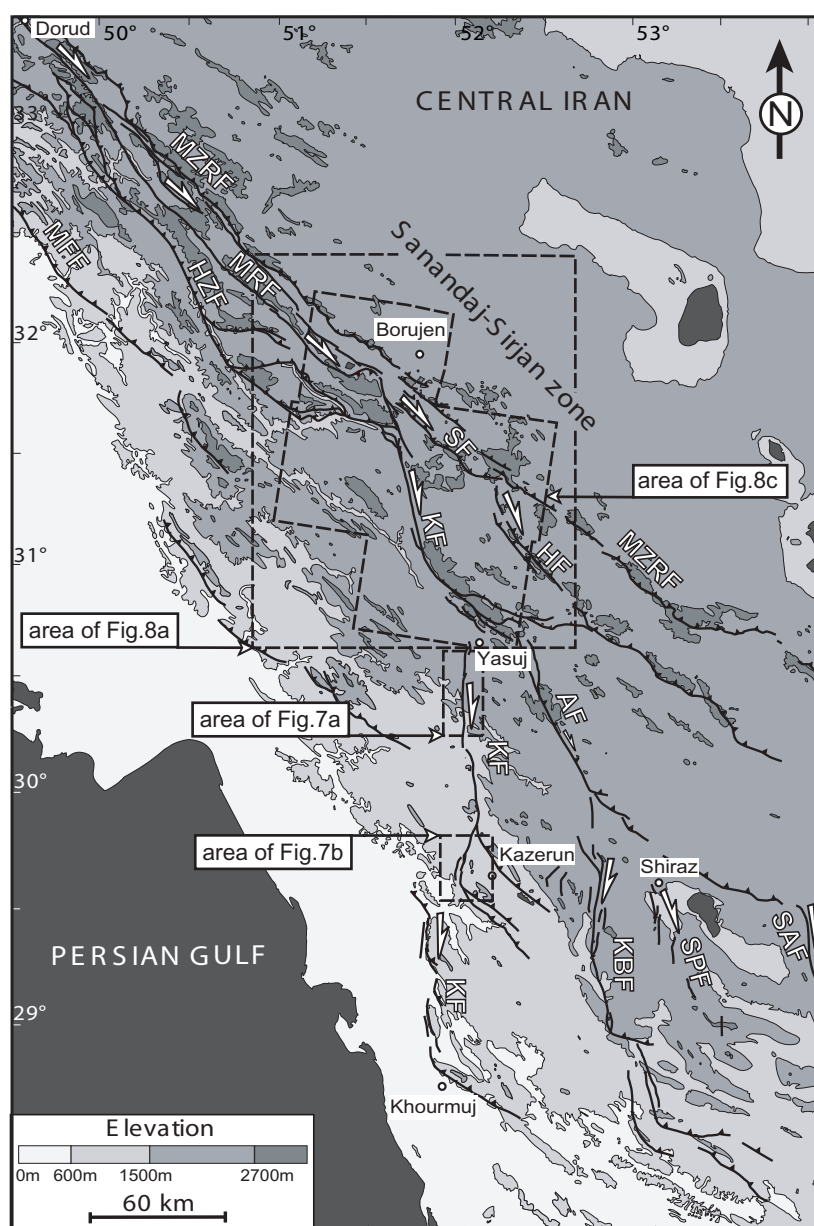 Dorud
50°
51°
52°
53°
CENTRAL IRAN
N
33°
MZRF
MFF
HZF
MRF
Sanandaj-Sirjan zone
32°
Borujen
SF
area of Fig.8c
KF
HF
MZRF
31°
area of Fig.8a
Yasuj
area of Fig.7a
AF
KF
30°
area of Fig.7b
Kazerun
Shiraz
SAF
SPF
KBF
PERSIAN GULF
KF
29°
Khourmuj
Elevation
0m 600m 1500m 2700m
60 km